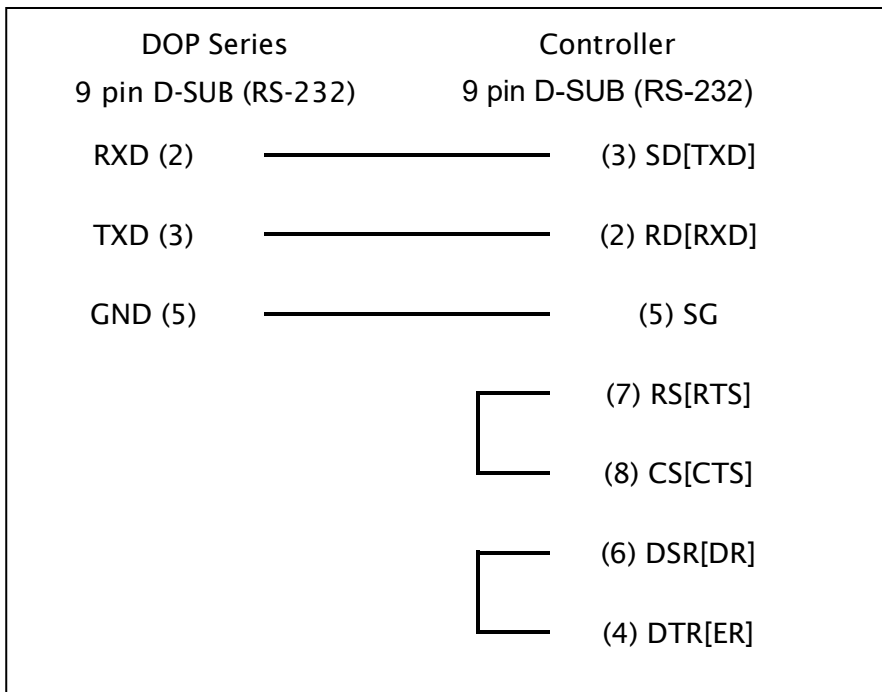 DOP Series Controller
9 pin D-SUB (RS-232) 9 pin D-SUB (RS-232)
RXD (2) (3) SD[TXD]
TXD (3) (2) RD[RXD]
GND (5) (5) SG
(7) RS[RTS]
(8) CS[CTS]
(6) DSR[DR]
(4) DTR[ER]